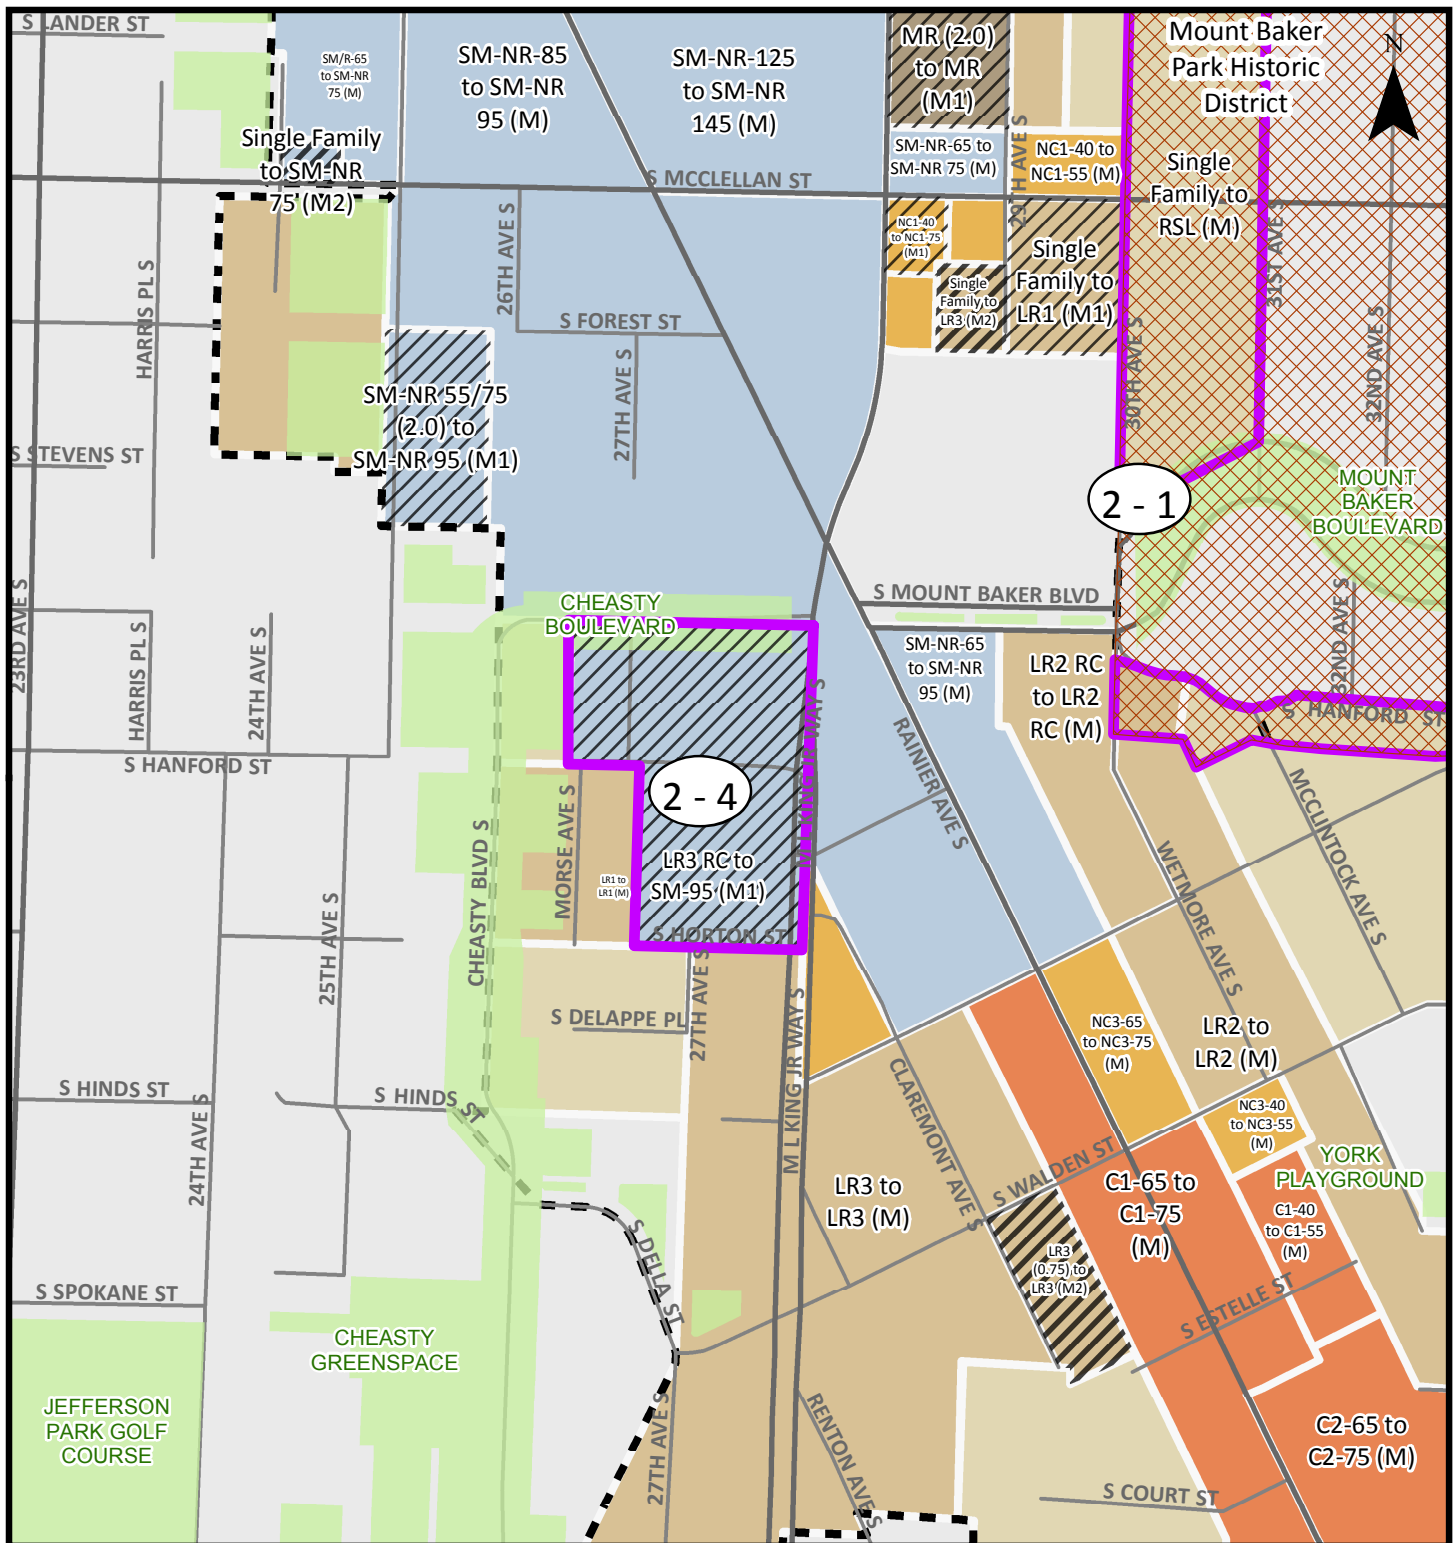 S LANDER ST
SM/R-65
to SM-NR
75 (M)
SM-NR-85
to SM-NR
95 (M)
SM-NR-125
to SM-NR
145 (M)
MR (2.0)
to MR
(M1)
Mount Baker
Park Historic
District
N
Single Family
to SM-NR
75 (M2)
S MCCLELLAN ST
SM-NR-65 to
SM-NR 75 (M)
29TH AVE S
NC1-40 to
NC1-55 (M)
Single
Family to
RSL (M)
31ST AVE S
HARRIS PL S
26TH AVE S
S FOREST ST
27TH AVE S
NC1-40
to NC1-75
(M1)
Single
Family to
LR3 (M2)
Single
Family to
LR1 (M1)
30TH AVE S
32ND AVE S
SM-NR 55/75
(2.0) to
SM-NR 95 (M1)
S STEVENS ST
2 - 1
MOUNT
BAKER
BOULEVARD
23RD AVE S
HARRIS PL S
24TH AVE S
CHEASTY
BOULEVARD
S MOUNT BAKER BLVD
32ND AVE S
SM-NR-65
to SM-NR
95 (M)
LR2 RC
to LR2
RC (M)
S HANFORD ST
S HANFORD ST
M L KING JR WAY S
RAINIER AVE S
2 - 4
MORSE AVE S
CHEASTY BLVD S
LR1 to
LR1 (M)
LR3 RC to
SM-95 (M1)
S HORTON ST
MCCLINTOCK AVE S
WETMORE AVE S
25TH AVE S
S DELAPPE PL
27TH AVE S
M L KING JR WAY S
NC3-65
to NC3-75
(M)
LR2 to
LR2 (M)
S HINDS ST
S HINDS ST
24TH AVE S
CLAREMONT AVE S
NC3-40
to NC3-55
(M)
YORK
PLAYGROUND
LR3 to
LR3 (M)
S WALDEN ST
C1-65 to
C1-75
(M)
C1-40
to C1-55
(M)
S DELLA ST
LR3
(0.75) to
LR3 (M2)
S SPOKANE ST
S ESTELLE ST
CHEASTY
GREENSPACE
JEFFERSON
PARK GOLF
COURSE
27TH AVE S
RENTON AVE S
C2-65 to
C2-75 (M)
S COURT ST